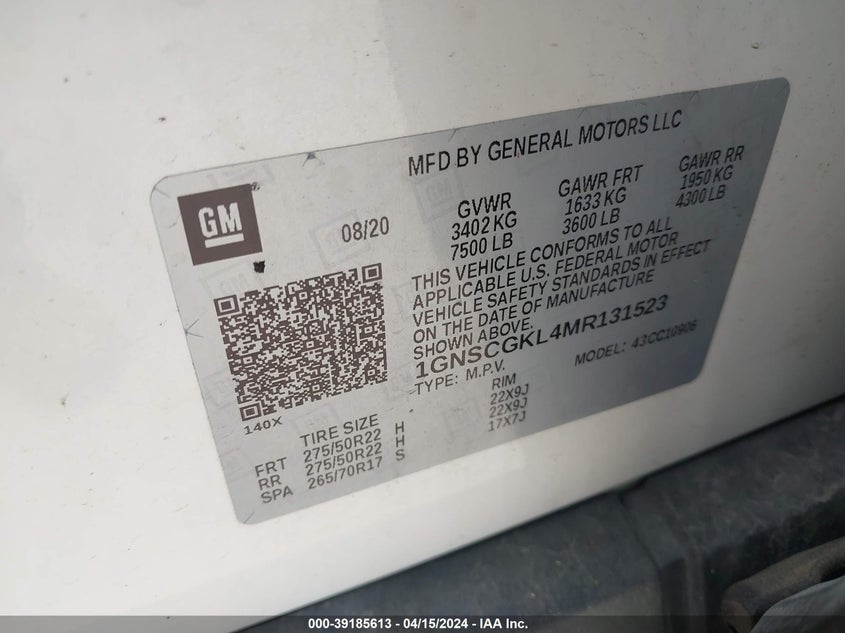 MFD BY GENERAL MOTORS LLC
GM
08/20
GVWR
3402 KG
7500 LB
GAWR FRT
1633 KG
3600 LB
GAWR RR
1950 KG
4300 LB
THIS VEHICLE CONFORMS TO ALL
APPLICABLE U.S. FEDERAL MOTOR
VEHICLE SAFETY STANDARDS IN EFFECT
ON THE DATE OF MANUFACTURE
SHOWN ABOVE.
1GNSCGKL4MR131523
TYPE: M.P.V.
MODEL: 43CC10906
140X
TIRE SIZE
RIM
FRT 275/50R22 H 22X9J
RR 275/50R22 H 22X9J
SPA 265/70R17 S 17X7J
000-39185613 - 04/15/2024 - IAA Inc.